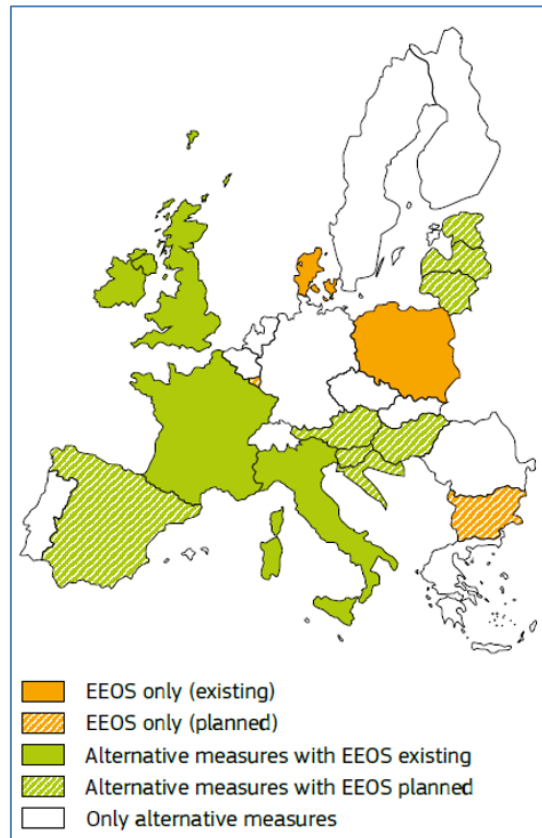 EEOS only (existing)
EEOS only (planned)
Alternative measures with EEOS existing
Alternative measures with EEOS planned
Only alternative measures